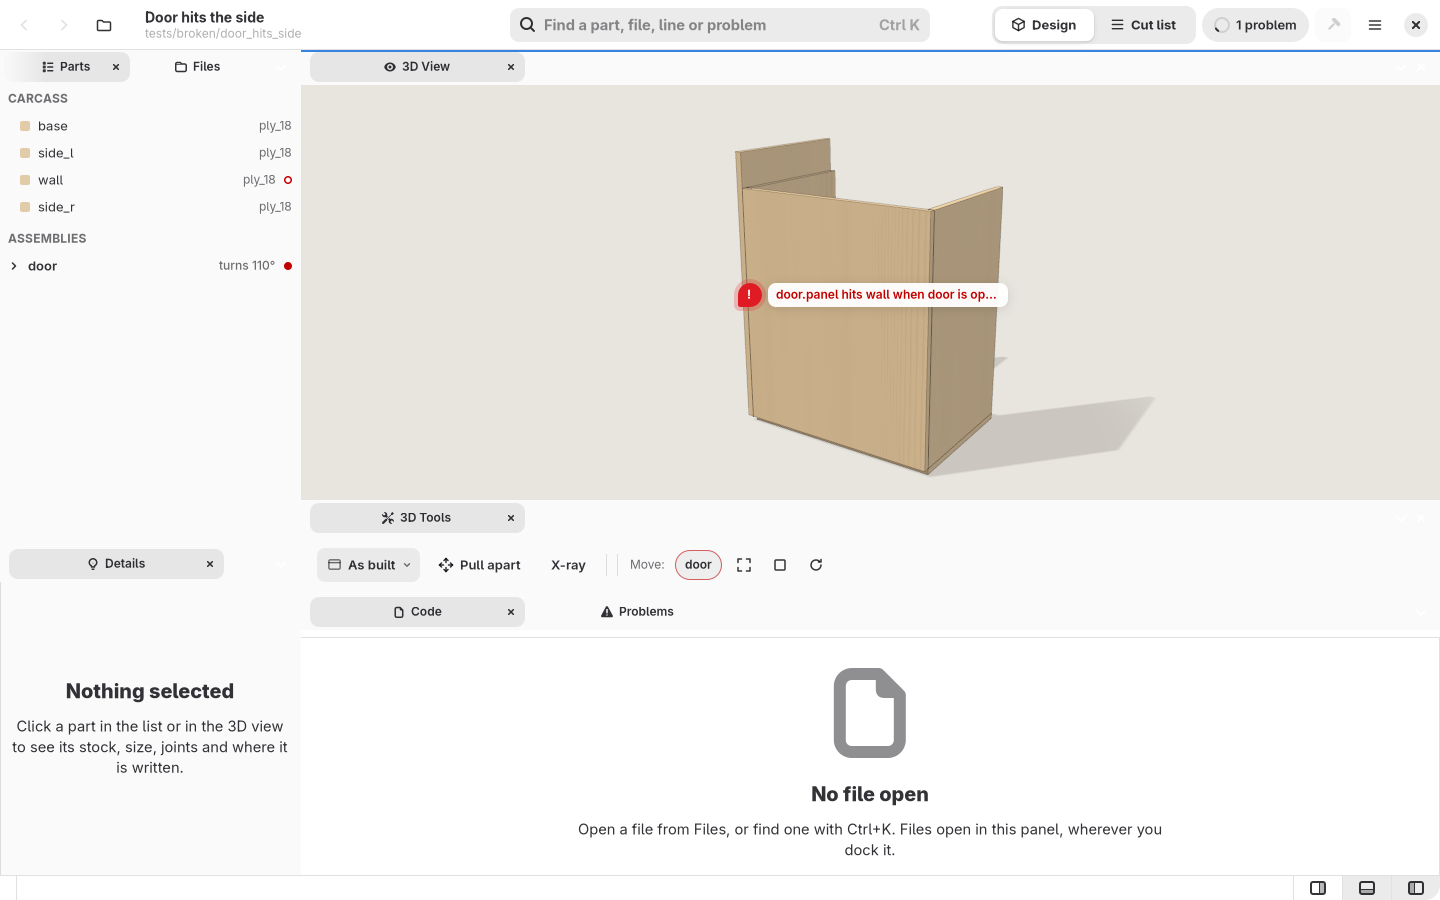 Door hits the side
tests/broken/door_hits_side
Find a part, file, line or problem
Ctrl K
Design
Cut list
1 problem
Parts
Files
3D View
CARCASS
base
ply_18
side_l
ply_18
wall
ply_18
side_r
ply_18
ASSEMBLIES
door
turns 110°
!
door.panel hits wall when door is op...
3D Tools
Details
As built
Pull apart
X-ray
Move:
door
Code
Problems
Nothing selected
Click a part in the list or in the 3D view
to see its stock, size, joints and where it
is written.
No file open
Open a file from Files, or find one with Ctrl+K. Files open in this panel, wherever you
dock it.